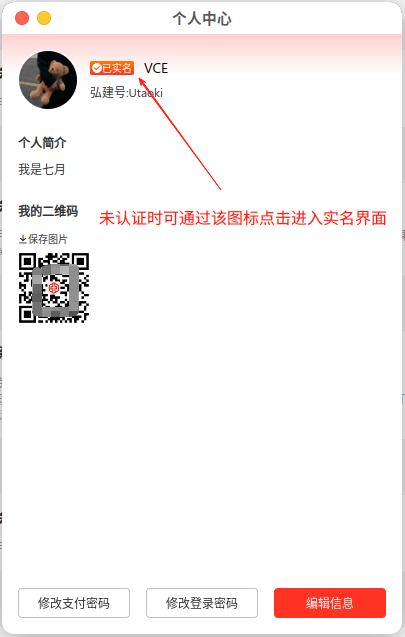 个人中心
已实名 VCE
弘建号:Utaoki
个人简介
我是七月
我的二维码
未认证时可通过该图标点击进入实名界面
保存图片
修改支付密码 修改登录密码 编辑信息